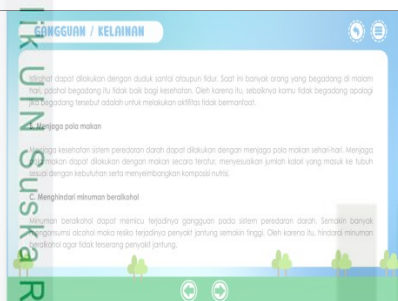 GANGGUAN / KELAINAN
Istirahat dapat dilakukan dengan duduk santai ataupun tidur. Saat ini banyak orang yang begadang di malam
hari, padahal begadang itu tidak baik bagi kesehatan. Oleh karena itu, sebaiknya kamu tidak begadang apalagi
jika begadang tersebut adalah untuk melakukan aktifitas tidak bermanfaat.
B. Menjaga pola makan
Menjaga kesehatan sistem peredaran darah dapat dilakukan dengan menjaga pola makan sehari-hari. Menjaga
pola makan dapat dilakukan dengan makan secara teratur, menyesuaikan jumlah kalori yang masuk ke tubuh
sesuai dengan kebutuhan serta menyeimbangkan komposisi nutrisi.
C. Menghindari minuman beralkohol
Minuman beralkohol dapat memicu terjadinya gangguan pada sistem peredaran darah. Semakin banyak
mengonsumsi alcohol maka resiko terjadinya penyakit jantung semakin tinggi. Oleh karena itu, hindarai minuman
beralkohol agar tidak terserang penyakit jantung.
lik UIN Suska R